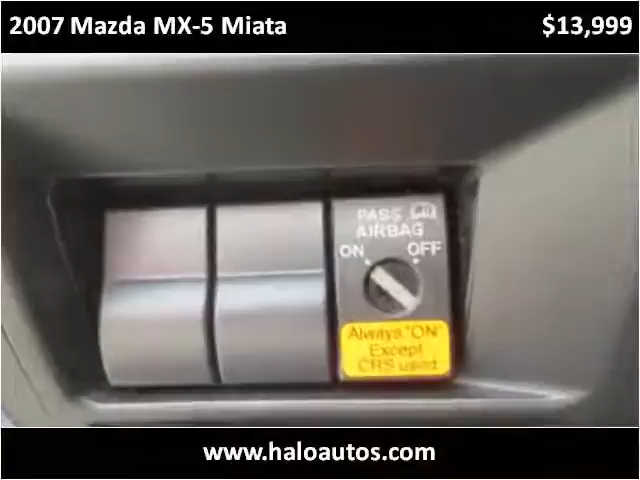 2007 Mazda MX-5 Miata $13,999
PASS
AIRBAG
ON OFF
Always "ON"
Except
CRS used.
www.haloautos.com